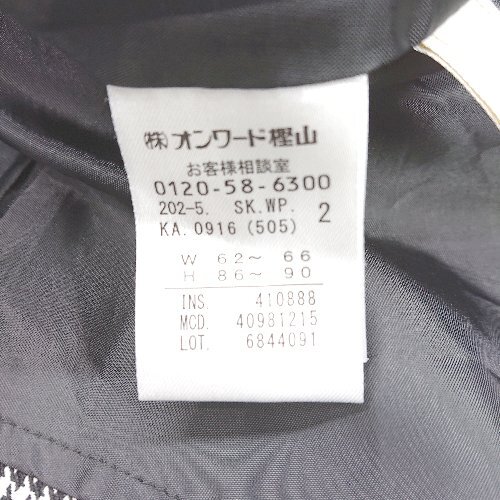 ㈱オンワード樫山
お客様相談室
0120-58-6300
202-5. SK.WP. 2
KA.0916(505)
W 62～ 66
H 86～ 90
INS. 410888
MCD. 40981215
LOT. 6844091